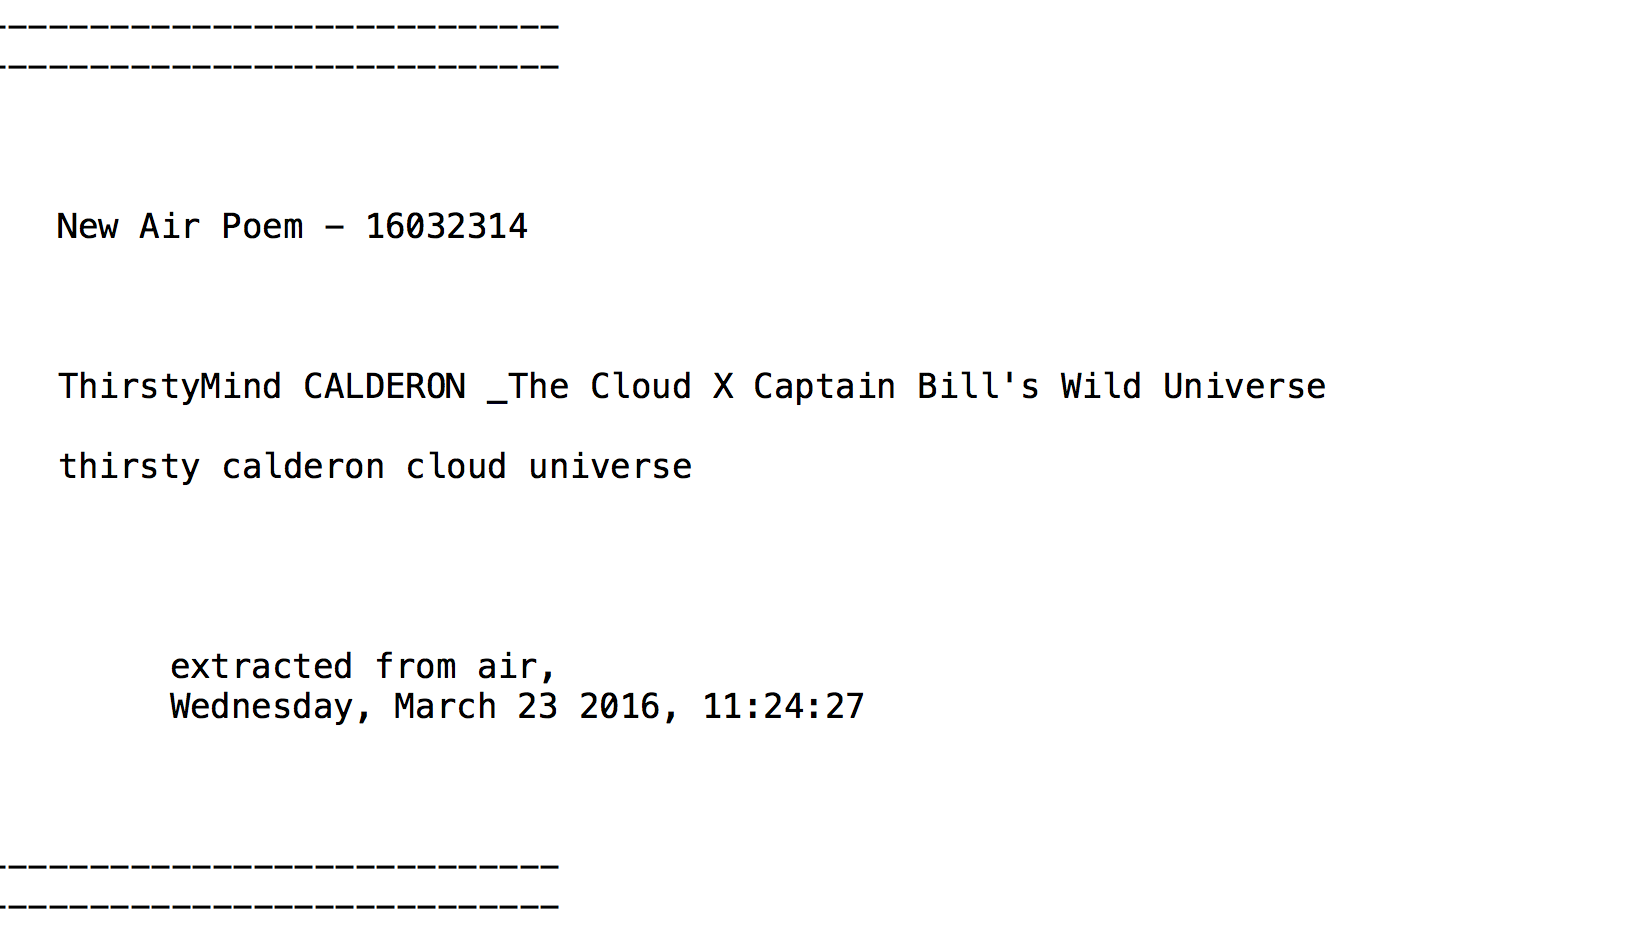 ----------------------------
----------------------------
New Air Poem - 16032314
ThirstyMind CALDERON _The Cloud X Captain Bill's Wild Universe
thirsty calderon cloud universe
extracted from air,
Wednesday, March 23 2016, 11:24:27
----------------------------
----------------------------